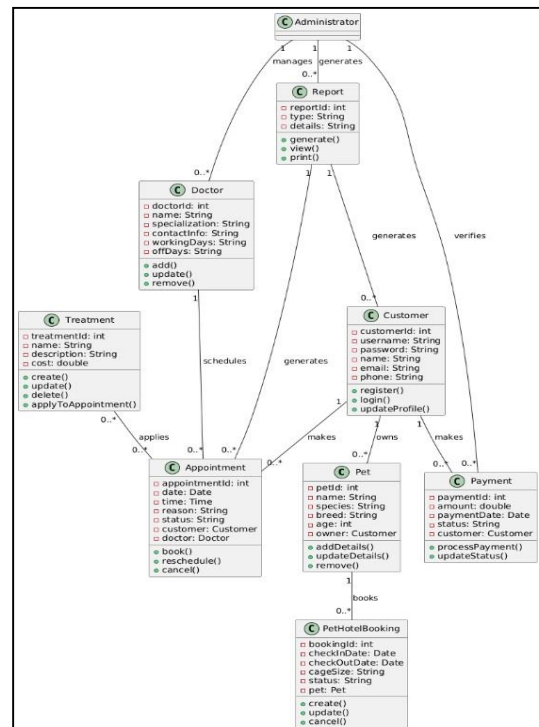 C Administrator
1 1 1
manages generates
0..*
C Report
reportId: int
type: String
details: String
generate()
view()
print()
0..* 1 1
C Doctor
doctorId: int
name: String
specialization: String
contactInfo: String
workingDays: String
offDays: String
add()
update()
remove()
1
generates verifies
0..*
C Treatment
treatmentId: int
name: String
description: String
cost: double
create()
update()
delete()
applyToAppointment()
0..*
C Customer
customerId: int
username: String
password: String
name: String
email: String
phone: String
register()
login()
updateProfile()
1 1 1
schedules generates
applies makes owns makes
0..* 0..* 0..* 0..* 0..* 0..* 0..*
C Appointment
appointmentId: int
date: Date
time: Time
reason: String
status: String
customer: Customer
doctor: Doctor
book()
reschedule()
cancel()
C Pet
petId: int
name: String
species: String
breed: String
age: int
owner: Customer
addDetails()
updateDetails()
remove()
1
C Payment
paymentId: int
amount: double
paymentDate: Date
status: String
customer: Customer
processPayment()
updateStatus()
books
0..*
C PetHotelBooking
bookingId: int
checkInDate: Date
checkOutDate: Date
cageSize: String
status: String
pet: Pet
create()
update()
cancel()